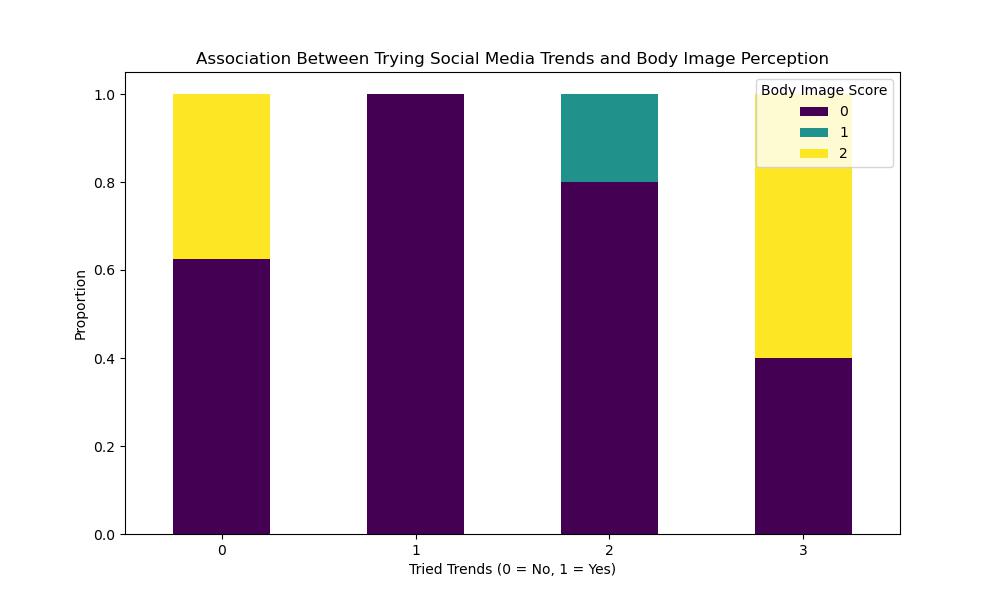 Association Between Trying Social Media Trends and Body Image Perception
Body Image Score
0
1
2
1.0
0.8
0.6
0.4
0.2
0.0
Proportion
0 1 2 3
Tried Trends (0 = No, 1 = Yes)